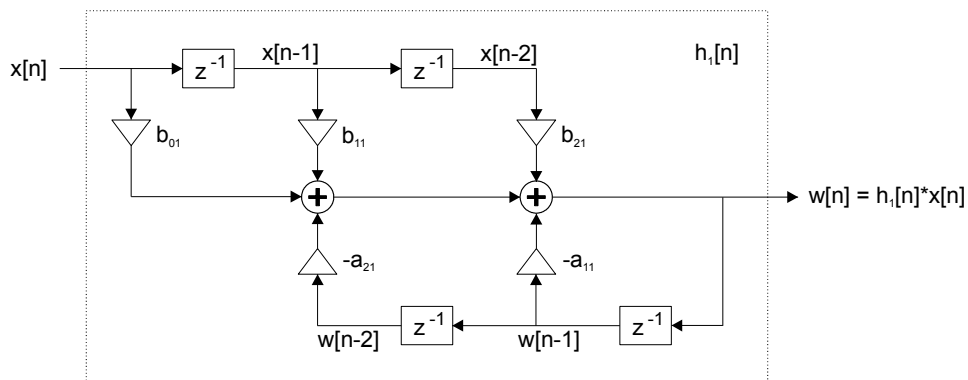 x[n]
z⁻¹
x[n-1]
z⁻¹
x[n-2]
h₁[n]
b₀₁
b₁₁
b₂₁
+
+
w[n] = h₁[n]*x[n]
-a₂₁
-a₁₁
w[n-2]
z⁻¹
w[n-1]
z⁻¹